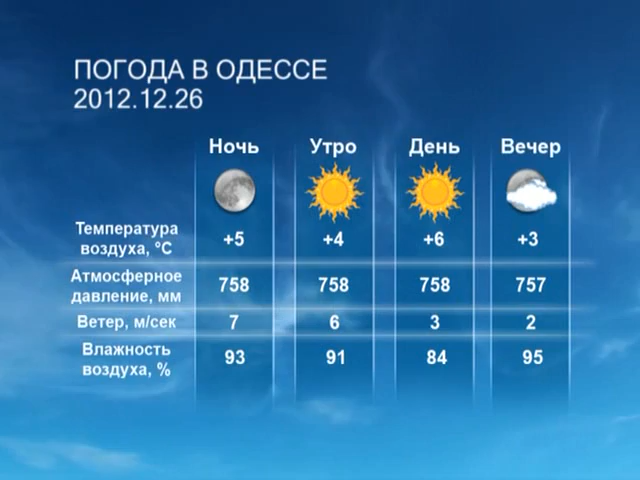 ПОГОДА В ОДЕССЕ
2012.12.26
Ночь Утро День Вечер
Температура
воздуха, °C +5 +4 +6 +3
Атмосферное
давление, мм 758 758 758 757
Ветер, м/сек 7 6 3 2
Влажность
воздуха, % 93 91 84 95